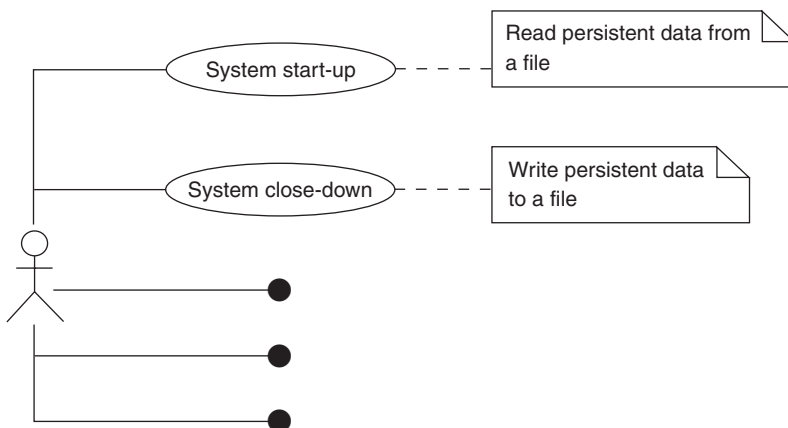 System start-up
Read persistent data from
a file
System close-down
Write persistent data
to a file